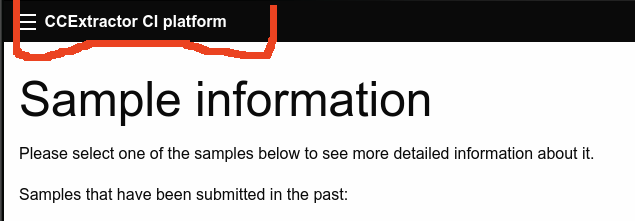 CCExtractor CI platform
Sample information
Please select one of the samples below to see more detailed information about it.
Samples that have been submitted in the past: